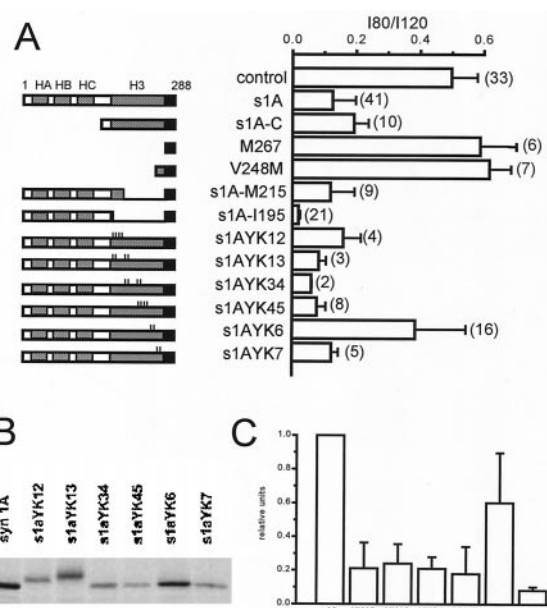 A
I80/I120
0.0 0.2 0.4 0.6
1 HA HB HC H3 288
control (33)
s1A (41)
s1A-C (10)
M267 (6)
V248M (7)
s1A-M215 (9)
s1A-I195 (21)
s1AYK12 (4)
s1AYK13 (3)
s1AYK34 (2)
s1AYK45 (8)
s1AYK6 (16)
s1AYK7 (5)
B
syn 1A
s1aYK12
s1aYK13
s1aYK34
s1aYK45
s1aYK6
s1aYK7
C
relative units
1.0
0.8
0.6
0.4
0.2
0.0